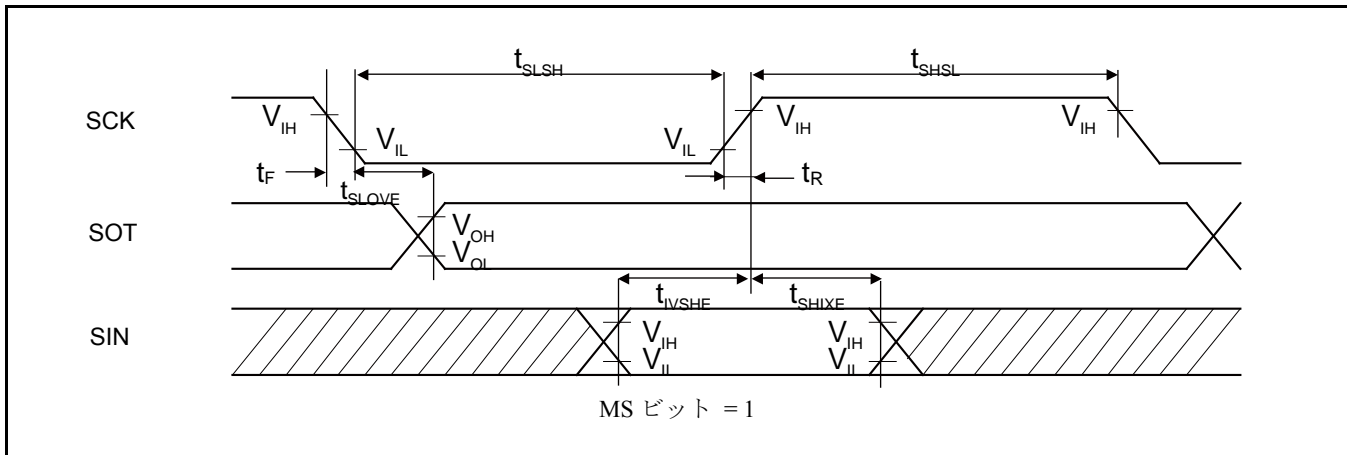 tSLSH tSHSL
SCK VIH VIL VIL VIH VIH
tF tSLOVE tR
SOT VOH
VOL
tIVSHE tSHIXE
SIN VIH VIH
VIL VIL
MS ビット = 1